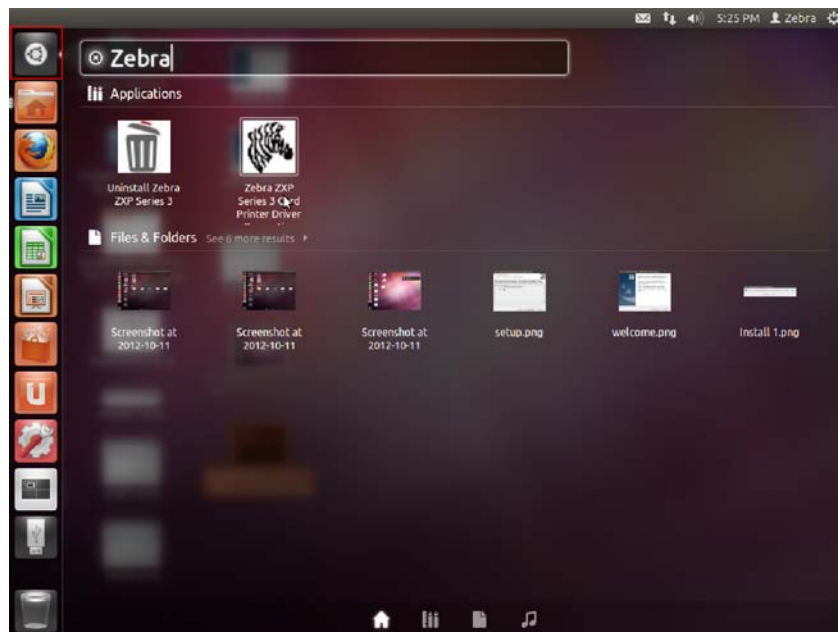 5:25 PM Zebra
Zebra
Applications
Uninstall Zebra
ZXP Series 3
Zebra ZXP
Series 3 Card
Printer Driver
Files & Folders See 6 more results
Screenshot at
2012-10-11
Screenshot at
2012-10-11
Screenshot at
2012-10-11
setup.png
welcome.png
Install 1.png